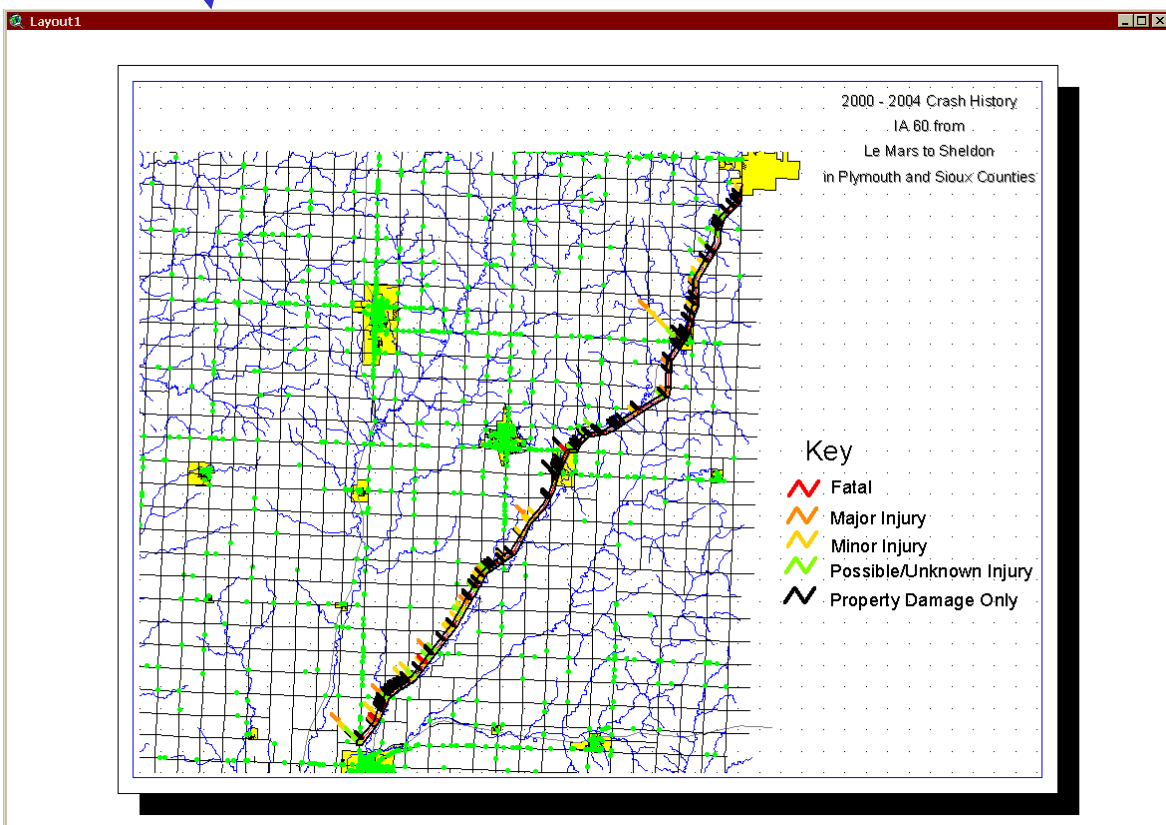 Layout1
2000 - 2004 Crash History
IA 60 from
Le Mars to Sheldon
in Plymouth and Sioux Counties
Key
Fatal
Major Injury
Minor Injury
Possible/Unknown Injury
Property Damage Only